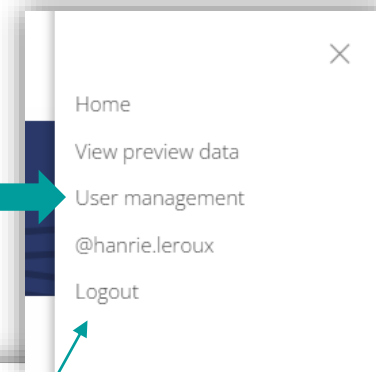 Home
View preview data
User management
@hanrie.leroux
Logout